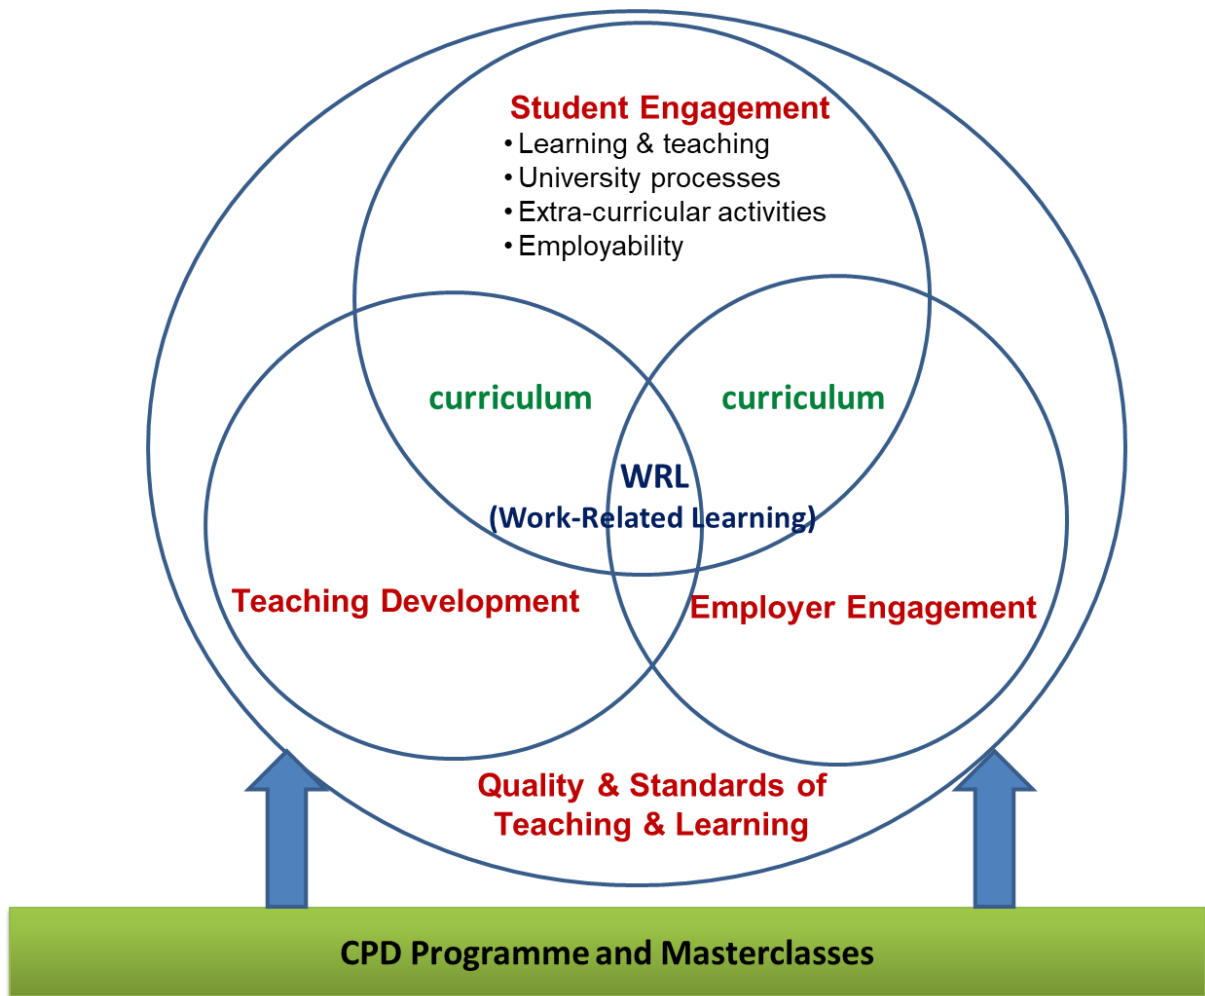 Student Engagement
• Learning & teaching
• University processes
• Extra-curricular activities
• Employability
curriculum
curriculum
WRL
(Work-Related Learning)
Teaching Development
Employer Engagement
Quality & Standards of
Teaching & Learning
CPD Programme and Masterclasses